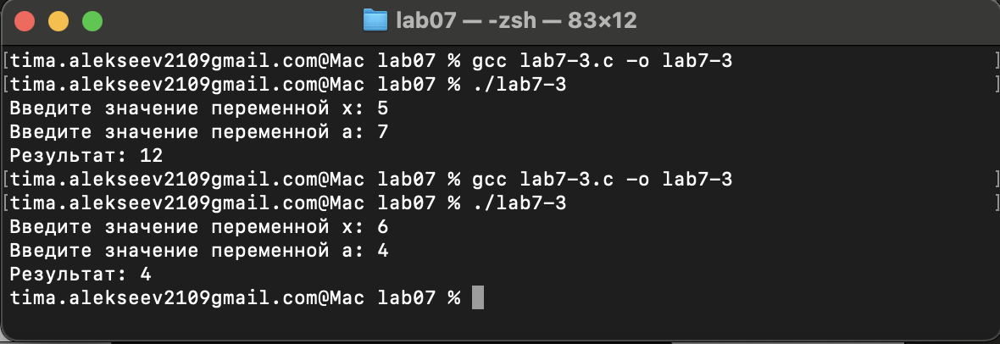 lab07 — -zsh — 83×12
[tima.alekseev2109gmail.com@Mac lab07 % gcc lab7-3.c -o lab7-3 ]
[tima.alekseev2109gmail.com@Mac lab07 % ./lab7-3 ]
Введите значение переменной x: 5
Введите значение переменной a: 7
Результат: 12
[tima.alekseev2109gmail.com@Mac lab07 % gcc lab7-3.c -o lab7-3 ]
[tima.alekseev2109gmail.com@Mac lab07 % ./lab7-3 ]
Введите значение переменной x: 6
Введите значение переменной a: 4
Результат: 4
tima.alekseev2109gmail.com@Mac lab07 %